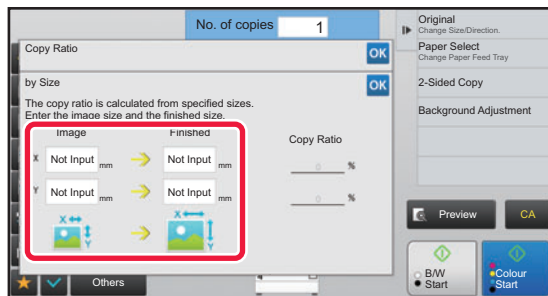 No. of copies 1
Original
Change Size/Direction.
Paper Select
Change Paper Feed Tray
2-Sided Copy
Background Adjustment
Copy Ratio OK
by Size OK
The copy ratio is calculated from specified sizes.
Enter the image size and the finished size.
Image Finished
Copy Ratio
X Not Input mm Not Input mm 0 %
Y Not Input mm Not Input mm 0 %
X X
Y Y
Preview CA
Others
B/W
Start
Colour
Start